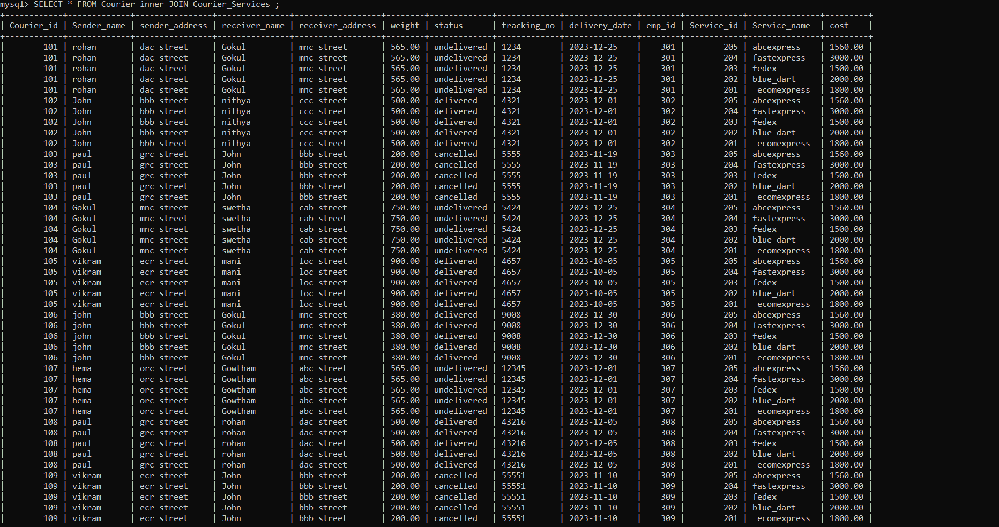 mysql> SELECT * FROM Courier inner JOIN Courier_Services ;
+------------+-------------+----------------+---------------+------------------+--------+-------------+-------------+---------------+--------+------------+---------------+---------+
| Courier_id | Sender_name | sender_address | receiver_name | receiver_address | weight | status      | tracking_no | delivery_date | emp_id | Service_id | Service_name  | cost    |
+------------+-------------+----------------+---------------+------------------+--------+-------------+-------------+---------------+--------+------------+---------------+---------+
|        101 | rohan       | dac street     | Gokul         | mnc street       | 565.00 | undelivered | 1234        | 2023-12-25    |    301 |        205 | abcexpress    | 1560.00 |
|        101 | rohan       | dac street     | Gokul         | mnc street       | 565.00 | undelivered | 1234        | 2023-12-25    |    301 |        204 | fastexpress   | 3000.00 |
|        101 | rohan       | dac street     | Gokul         | mnc street       | 565.00 | undelivered | 1234        | 2023-12-25    |    301 |        203 | fedex         | 1500.00 |
|        101 | rohan       | dac street     | Gokul         | mnc street       | 565.00 | undelivered | 1234        | 2023-12-25    |    301 |        202 | blue_dart     | 2000.00 |
|        101 | rohan       | dac street     | Gokul         | mnc street       | 565.00 | undelivered | 1234        | 2023-12-25    |    301 |        201 |  ecomexpress  | 1800.00 |
|        102 | John        | bbb street     | nithya        | ccc street       | 500.00 | delivered   | 4321        | 2023-12-01    |    302 |        205 | abcexpress    | 1560.00 |
|        102 | John        | bbb street     | nithya        | ccc street       | 500.00 | delivered   | 4321        | 2023-12-01    |    302 |        204 | fastexpress   | 3000.00 |
|        102 | John        | bbb street     | nithya        | ccc street       | 500.00 | delivered   | 4321        | 2023-12-01    |    302 |        203 | fedex         | 1500.00 |
|        102 | John        | bbb street     | nithya        | ccc street       | 500.00 | delivered   | 4321        | 2023-12-01    |    302 |        202 | blue_dart     | 2000.00 |
|        102 | John        | bbb street     | nithya        | ccc street       | 500.00 | delivered   | 4321        | 2023-12-01    |    302 |        201 |  ecomexpress  | 1800.00 |
|        103 | paul        | grc street     | John          | bbb street       | 200.00 | cancelled   | 5555        | 2023-11-19    |    303 |        205 | abcexpress    | 1560.00 |
|        103 | paul        | grc street     | John          | bbb street       | 200.00 | cancelled   | 5555        | 2023-11-19    |    303 |        204 | fastexpress   | 3000.00 |
|        103 | paul        | grc street     | John          | bbb street       | 200.00 | cancelled   | 5555        | 2023-11-19    |    303 |        203 | fedex         | 1500.00 |
|        103 | paul        | grc street     | John          | bbb street       | 200.00 | cancelled   | 5555        | 2023-11-19    |    303 |        202 | blue_dart     | 2000.00 |
|        103 | paul        | grc street     | John          | bbb street       | 200.00 | cancelled   | 5555        | 2023-11-19    |    303 |        201 |  ecomexpress  | 1800.00 |
|        104 | Gokul       | mnc street     | swetha        | cab street       | 750.00 | undelivered | 5424        | 2023-12-25    |    304 |        205 | abcexpress    | 1560.00 |
|        104 | Gokul       | mnc street     | swetha        | cab street       | 750.00 | undelivered | 5424        | 2023-12-25    |    304 |        204 | fastexpress   | 3000.00 |
|        104 | Gokul       | mnc street     | swetha        | cab street       | 750.00 | undelivered | 5424        | 2023-12-25    |    304 |        203 | fedex         | 1500.00 |
|        104 | Gokul       | mnc street     | swetha        | cab street       | 750.00 | undelivered | 5424        | 2023-12-25    |    304 |        202 | blue_dart     | 2000.00 |
|        104 | Gokul       | mnc street     | swetha        | cab street       | 750.00 | undelivered | 5424        | 2023-12-25    |    304 |        201 |  ecomexpress  | 1800.00 |
|        105 | vikram      | ecr street     | mani          | loc street       | 900.00 | delivered   | 4657        | 2023-10-05    |    305 |        205 | abcexpress    | 1560.00 |
|        105 | vikram      | ecr street     | mani          | loc street       | 900.00 | delivered   | 4657        | 2023-10-05    |    305 |        204 | fastexpress   | 3000.00 |
|        105 | vikram      | ecr street     | mani          | loc street       | 900.00 | delivered   | 4657        | 2023-10-05    |    305 |        203 | fedex         | 1500.00 |
|        105 | vikram      | ecr street     | mani          | loc street       | 900.00 | delivered   | 4657        | 2023-10-05    |    305 |        202 | blue_dart     | 2000.00 |
|        105 | vikram      | ecr street     | mani          | loc street       | 900.00 | delivered   | 4657        | 2023-10-05    |    305 |        201 |  ecomexpress  | 1800.00 |
|        106 | john        | bbb street     | Gokul         | mnc street       | 380.00 | delivered   | 9008        | 2023-12-30    |    306 |        205 | abcexpress    | 1560.00 |
|        106 | john        | bbb street     | Gokul         | mnc street       | 380.00 | delivered   | 9008        | 2023-12-30    |    306 |        204 | fastexpress   | 3000.00 |
|        106 | john        | bbb street     | Gokul         | mnc street       | 380.00 | delivered   | 9008        | 2023-12-30    |    306 |        203 | fedex         | 1500.00 |
|        106 | john        | bbb street     | Gokul         | mnc street       | 380.00 | delivered   | 9008        | 2023-12-30    |    306 |        202 | blue_dart     | 2000.00 |
|        106 | john        | bbb street     | Gokul         | mnc street       | 380.00 | delivered   | 9008        | 2023-12-30    |    306 |        201 |  ecomexpress  | 1800.00 |
|        107 | hema        | orc street     | Gowtham       | abc street       | 565.00 | undelivered | 12345       | 2023-12-01    |    307 |        205 | abcexpress    | 1560.00 |
|        107 | hema        | orc street     | Gowtham       | abc street       | 565.00 | undelivered | 12345       | 2023-12-01    |    307 |        204 | fastexpress   | 3000.00 |
|        107 | hema        | orc street     | Gowtham       | abc street       | 565.00 | undelivered | 12345       | 2023-12-01    |    307 |        203 | fedex         | 1500.00 |
|        107 | hema        | orc street     | Gowtham       | abc street       | 565.00 | undelivered | 12345       | 2023-12-01    |    307 |        202 | blue_dart     | 2000.00 |
|        107 | hema        | orc street     | Gowtham       | abc street       | 565.00 | undelivered | 12345       | 2023-12-01    |    307 |        201 |  ecomexpress  | 1800.00 |
|        108 | paul        | grc street     | rohan         | dac street       | 500.00 | delivered   | 43216       | 2023-12-05    |    308 |        205 | abcexpress    | 1560.00 |
|        108 | paul        | grc street     | rohan         | dac street       | 500.00 | delivered   | 43216       | 2023-12-05    |    308 |        204 | fastexpress   | 3000.00 |
|        108 | paul        | grc street     | rohan         | dac street       | 500.00 | delivered   | 43216       | 2023-12-05    |    308 |        203 | fedex         | 1500.00 |
|        108 | paul        | grc street     | rohan         | dac street       | 500.00 | delivered   | 43216       | 2023-12-05    |    308 |        202 | blue_dart     | 2000.00 |
|        108 | paul        | grc street     | rohan         | dac street       | 500.00 | delivered   | 43216       | 2023-12-05    |    308 |        201 |  ecomexpress  | 1800.00 |
|        109 | vikram      | ecr street     | John          | bbb street       | 200.00 | cancelled   | 55551       | 2023-11-10    |    309 |        205 | abcexpress    | 1560.00 |
|        109 | vikram      | ecr street     | John          | bbb street       | 200.00 | cancelled   | 55551       | 2023-11-10    |    309 |        204 | fastexpress   | 3000.00 |
|        109 | vikram      | ecr street     | John          | bbb street       | 200.00 | cancelled   | 55551       | 2023-11-10    |    309 |        203 | fedex         | 1500.00 |
|        109 | vikram      | ecr street     | John          | bbb street       | 200.00 | cancelled   | 55551       | 2023-11-10    |    309 |        202 | blue_dart     | 2000.00 |
|        109 | vikram      | ecr street     | John          | bbb street       | 200.00 | cancelled   | 55551       | 2023-11-10    |    309 |        201 |  ecomexpress  | 1800.00 |